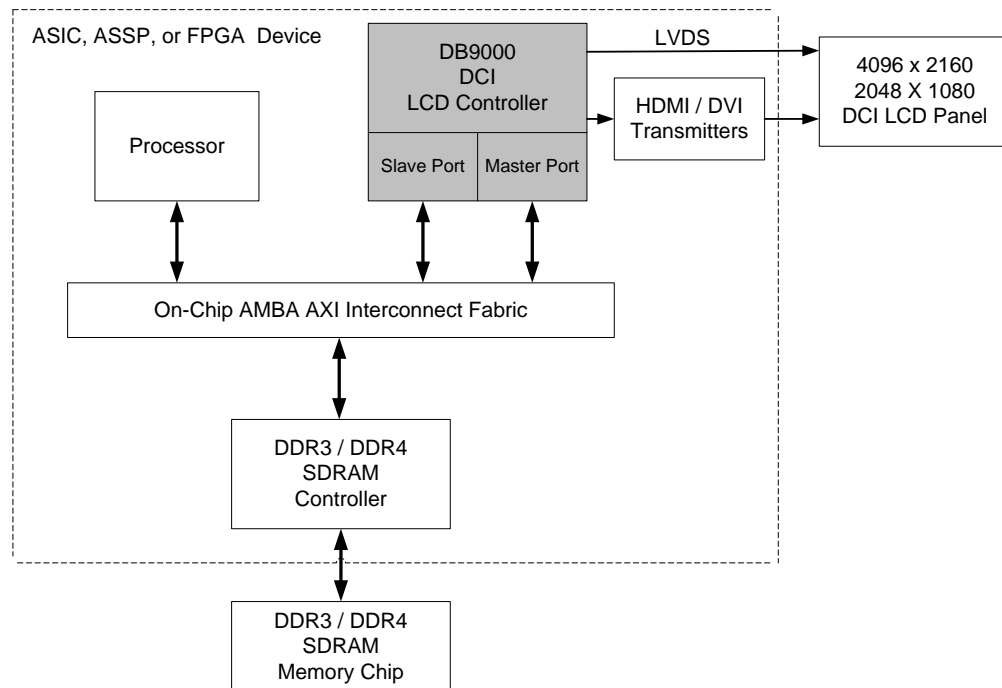 ASIC, ASSP, or FPGA Device
DB9000
DCI
LCD Controller
Slave Port
Master Port
LVDS
HDMI / DVI
Transmitters
4096 x 2160
2048 X 1080
DCI LCD Panel
Processor
On-Chip AMBA AXI Interconnect Fabric
DDR3 / DDR4
SDRAM
Controller
DDR3 / DDR4
SDRAM
Memory Chip